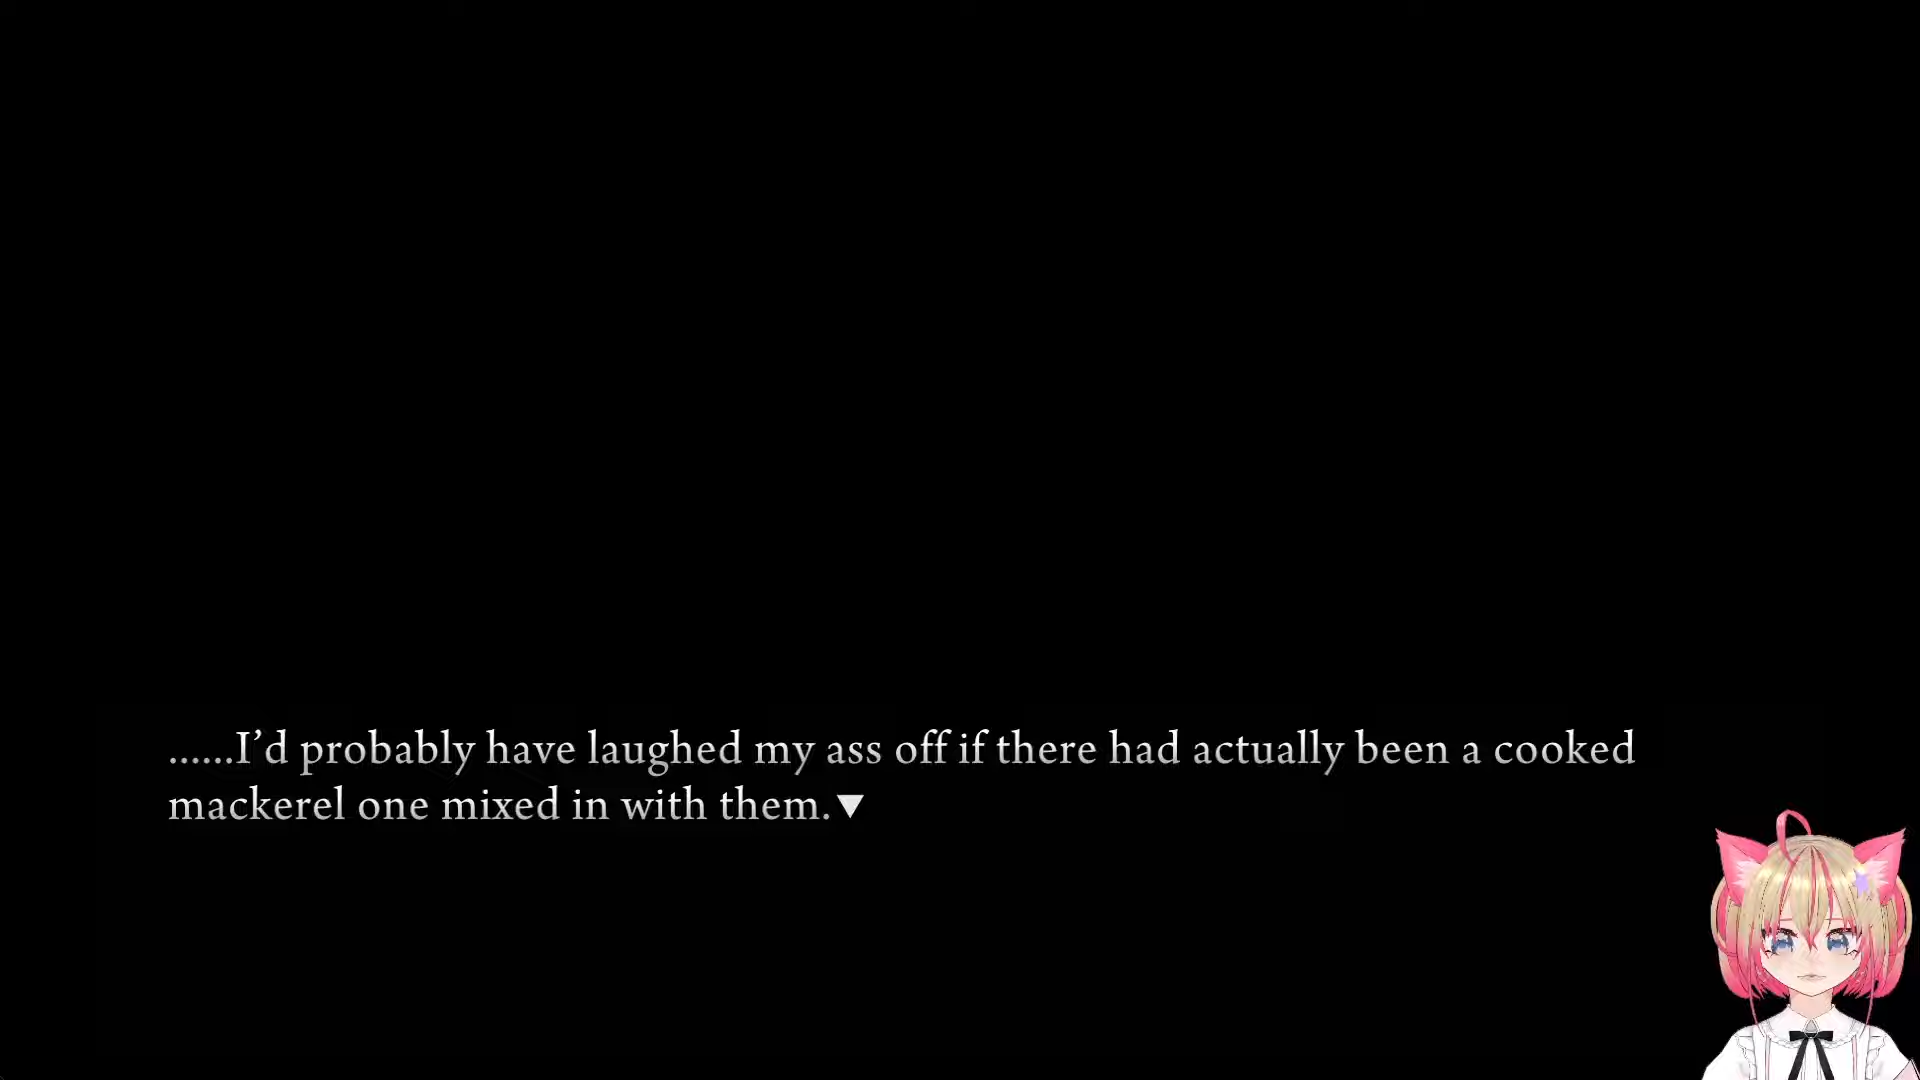 ......I’d probably have laughed my ass off if there had actually been a cooked
mackerel one mixed in with them.▼